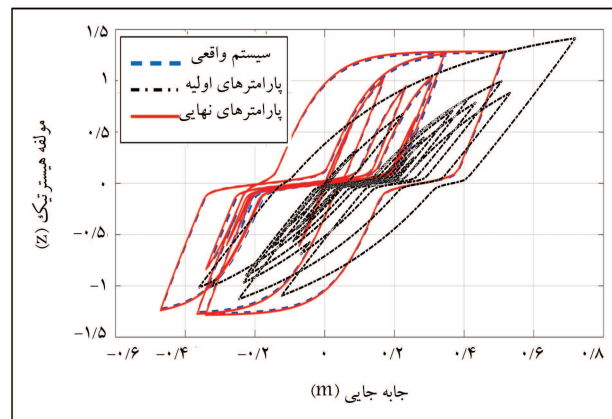 سیستم واقعی
پارامترهای اولیه
پارامترهای نهایی
مولفه هیسترتیک (Z)
۱/۵
۱
۰/۵
۰
-۰/۵
-۱
-۱/۵
-۰/۶ -۰/۴ -۰/۲ ۰ ۰/۲ ۰/۴ ۰/۶ ۰/۸
جابه جایی (m)